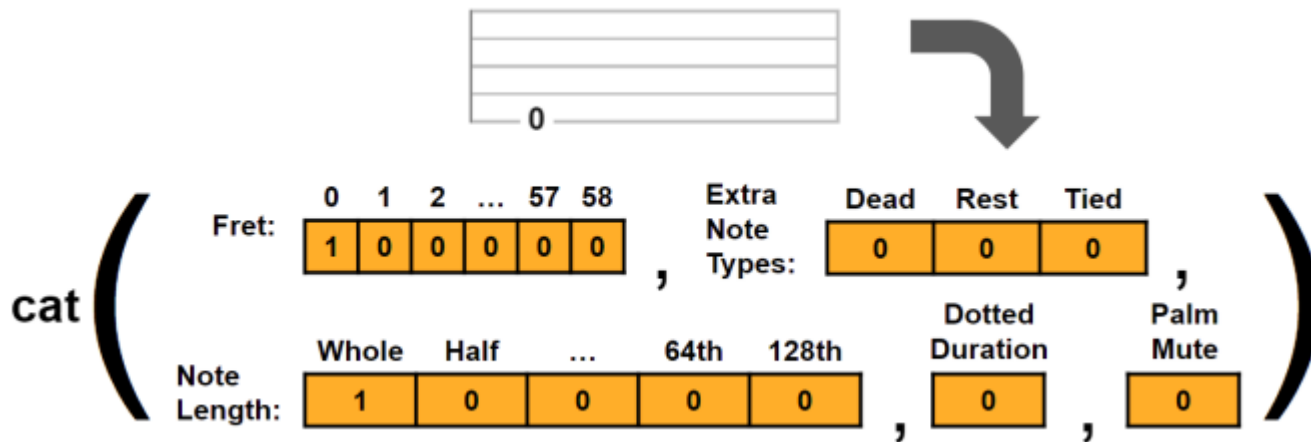 0
0 1 2 ... 57 58
Fret: 1 0 0 0 0 0 ,
Extra Note Types:
Dead Rest Tied
0 0 0 ,
cat (
Whole Half ... 64th 128th
Note Length: 1 0 0 0 0 ,
Dotted Duration
0 ,
Palm Mute
0 )